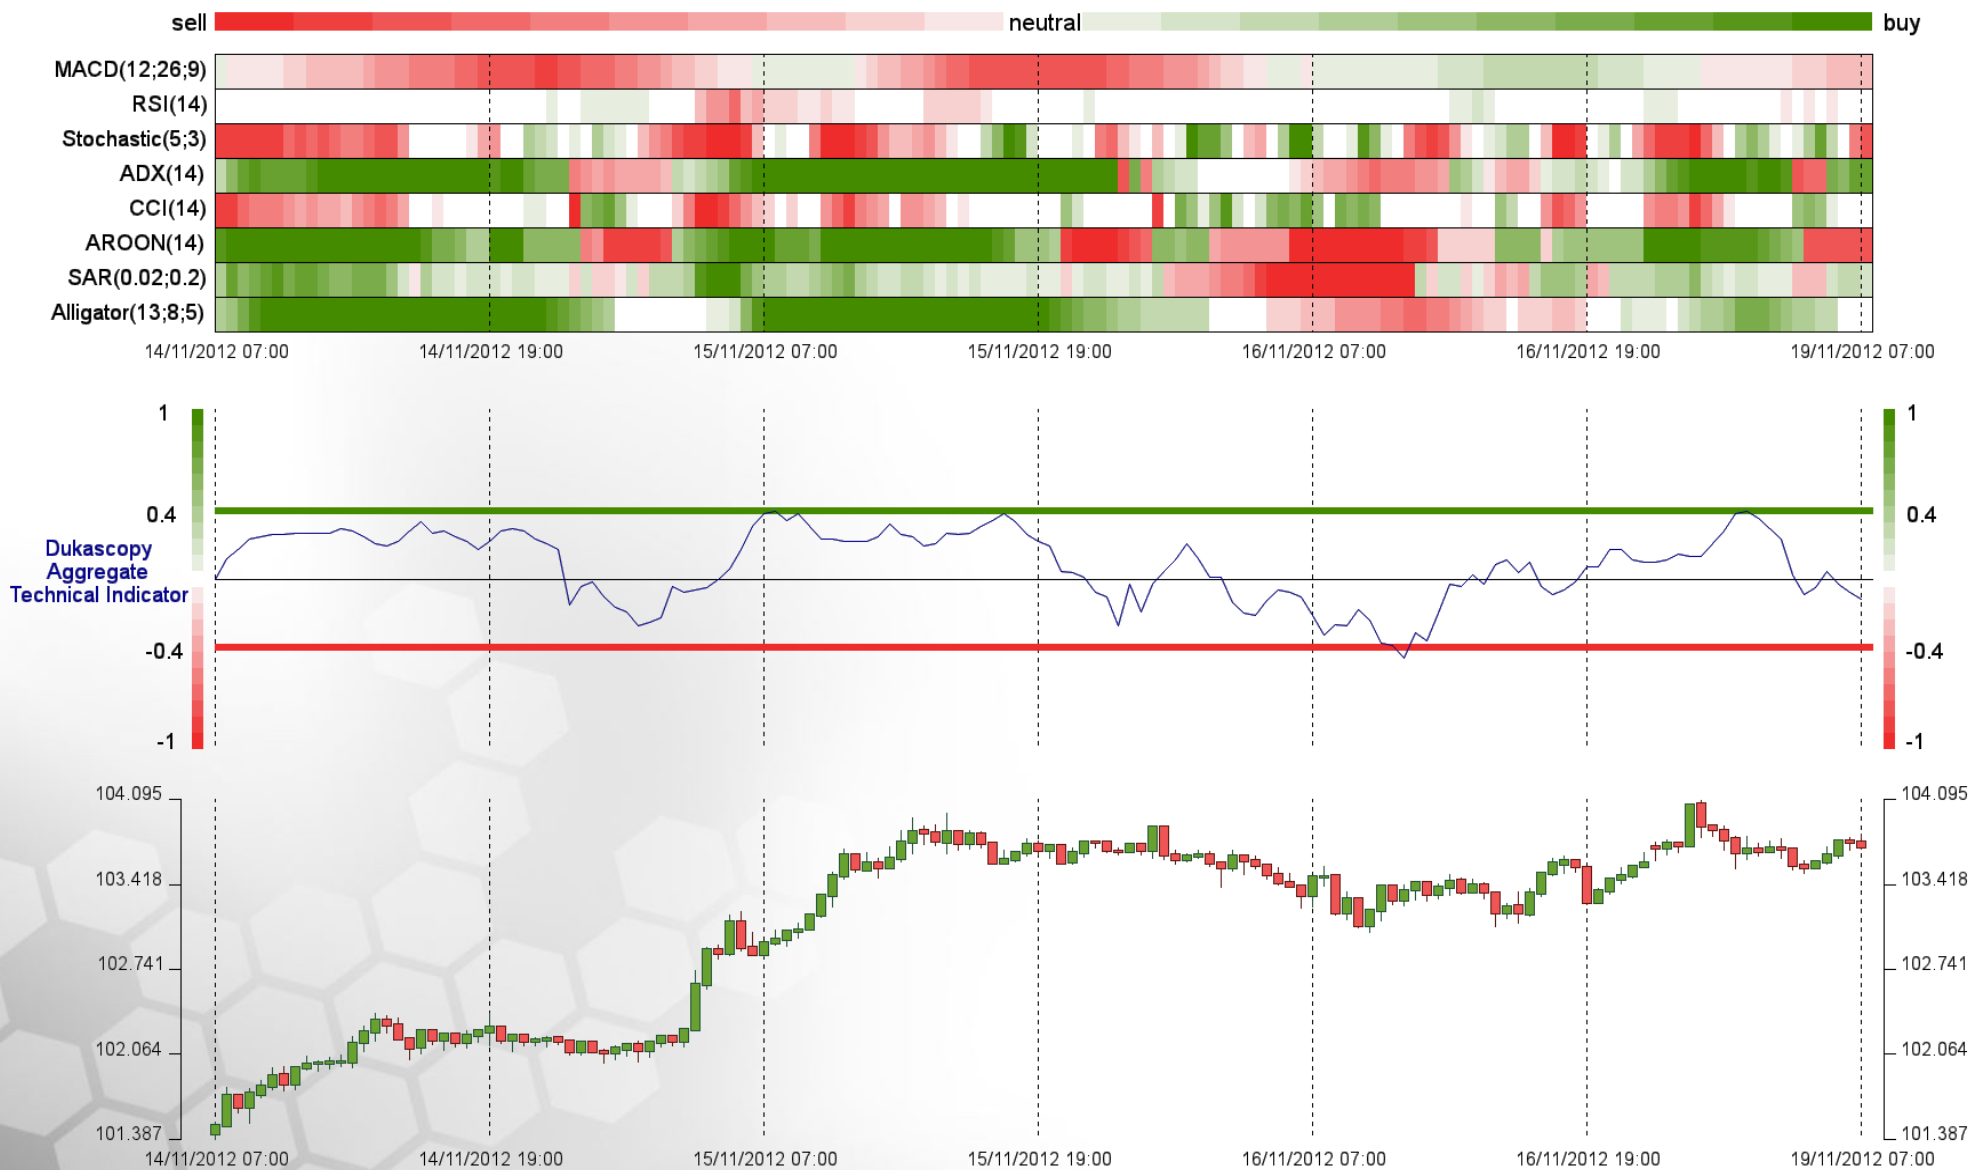 sell neutral buy
MACD(12;26;9)
RSI(14)
Stochastic(5;3)
ADX(14)
CCI(14)
AROON(14)
SAR(0.02;0.2)
Alligator(13;8;5)
14/11/2012 07:00 14/11/2012 19:00 15/11/2012 07:00 15/11/2012 19:00 16/11/2012 07:00 16/11/2012 19:00 19/11/2012 07:00
1 1
0.4 0.4
Dukascopy
Aggregate
Technical Indicator
-0.4 -0.4
-1 -1
104.095 104.095
103.418 103.418
102.741 102.741
102.064 102.064
101.387 101.387
14/11/2012 07:00 14/11/2012 19:00 15/11/2012 07:00 15/11/2012 19:00 16/11/2012 07:00 16/11/2012 19:00 19/11/2012 07:00